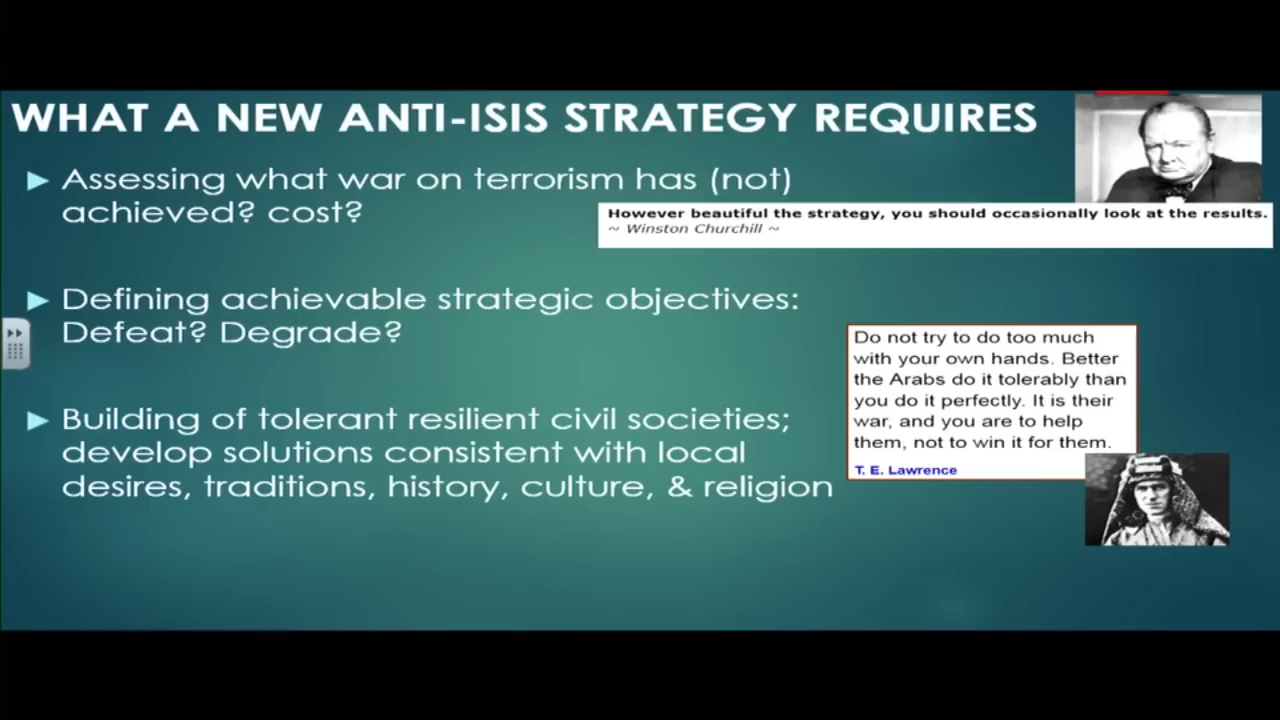 WHAT A NEW ANTI-ISIS STRATEGY REQUIRES
Assessing what war on terrorism has (not)
achieved? cost?
However beautiful the strategy, you should occasionally look at the results.
~ Winston Churchill ~
Defining achievable strategic objectives:
Defeat? Degrade?
Do not try to do too much
with your own hands. Better
the Arabs do it tolerably than
you do it perfectly. It is their
war, and you are to help
them, not to win it for them.
T. E. Lawrence
Building of tolerant resilient civil societies;
develop solutions consistent with local
desires, traditions, history, culture, & religion